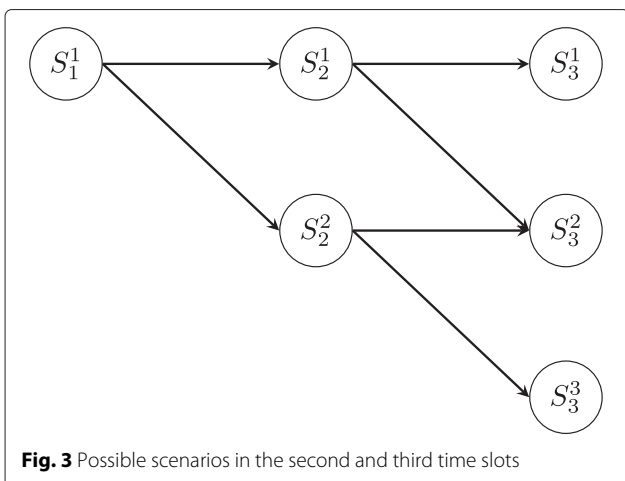 S_1^1 S_2^1 S_3^1
S_2^2 S_3^2
S_3^3
Fig. 3 Possible scenarios in the second and third time slots